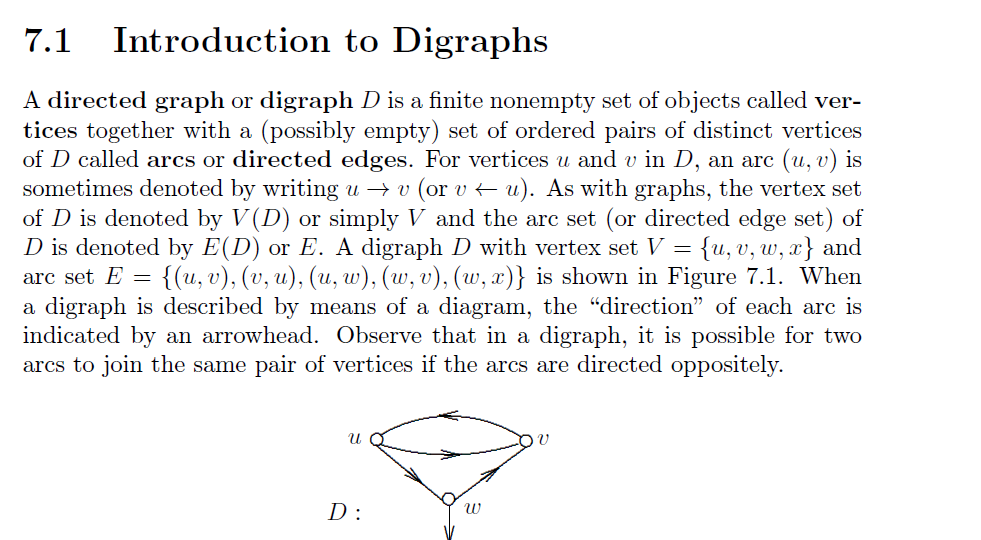 7.1 Introduction to Digraphs
A directed graph or digraph D is a finite nonempty set of objects called ver-
tices together with a (possibly empty) set of ordered pairs of distinct vertices
of D called arcs or directed edges. For vertices u and v in D, an arc (u, v) is
sometimes denoted by writing u → v (or v ← u). As with graphs, the vertex set
of D is denoted by V(D) or simply V and the arc set (or directed edge set) of
D is denoted by E(D) or E. A digraph D with vertex set V = {u, v, w, x} and
arc set E = {(u, v), (v, u), (u, w), (w, v), (w, x)} is shown in Figure 7.1. When
a digraph is described by means of a diagram, the “direction” of each arc is
indicated by an arrowhead. Observe that in a digraph, it is possible for two
arcs to join the same pair of vertices if the arcs are directed oppositely.
u v
D : w